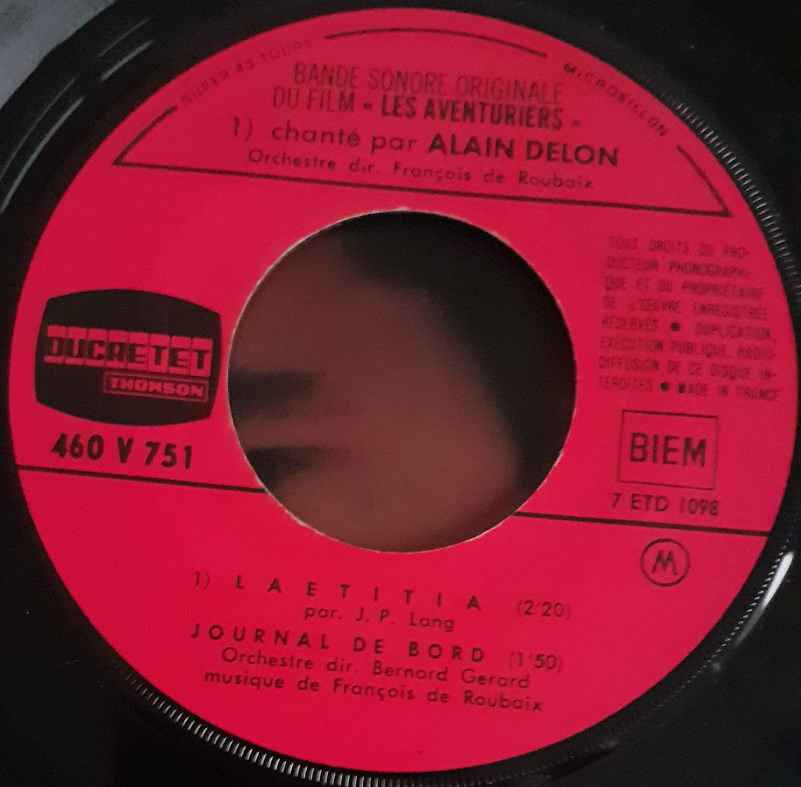 SUPER 45 TOURS
MICROSILLON
BANDE SONORE ORIGINALE
DU FILM « LES AVENTURIERS »
1) chanté par ALAIN DELON
Orchestre dir. François de Roubaix
TOUS DROITS DU PRO-
DUCTEUR PHONOGRAPHI-
QUE ET DU PROPRIÉTAIRE
DE L'ŒUVRE ENREGISTRÉE
RÉSERVÉS ● DUPLICATION,
EXÉCUTION PUBLIQUE, RADIO-
DIFFUSION DE CE DISQUE IN-
TERDITES ● MADE IN FRANCE
DUCRETET
THOMSON
460 V 751
BIEM
7 ETD 1098
M
1) LAETITIA (2'20)
par. J. P. Lang
JOURNAL DE BORD (1'50)
Orchestre dir. Bernard Gerard
musique de François de Roubaix